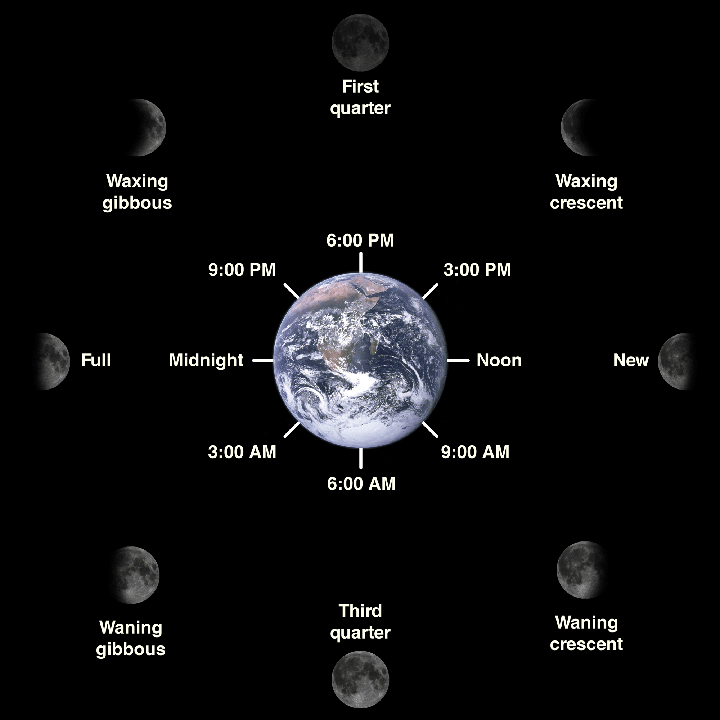 First
quarter
Waxing
gibbous
Waxing
crescent
6:00 PM
9:00 PM
3:00 PM
Full
Midnight
Noon
New
3:00 AM
9:00 AM
6:00 AM
Waning
gibbous
Third
quarter
Waning
crescent